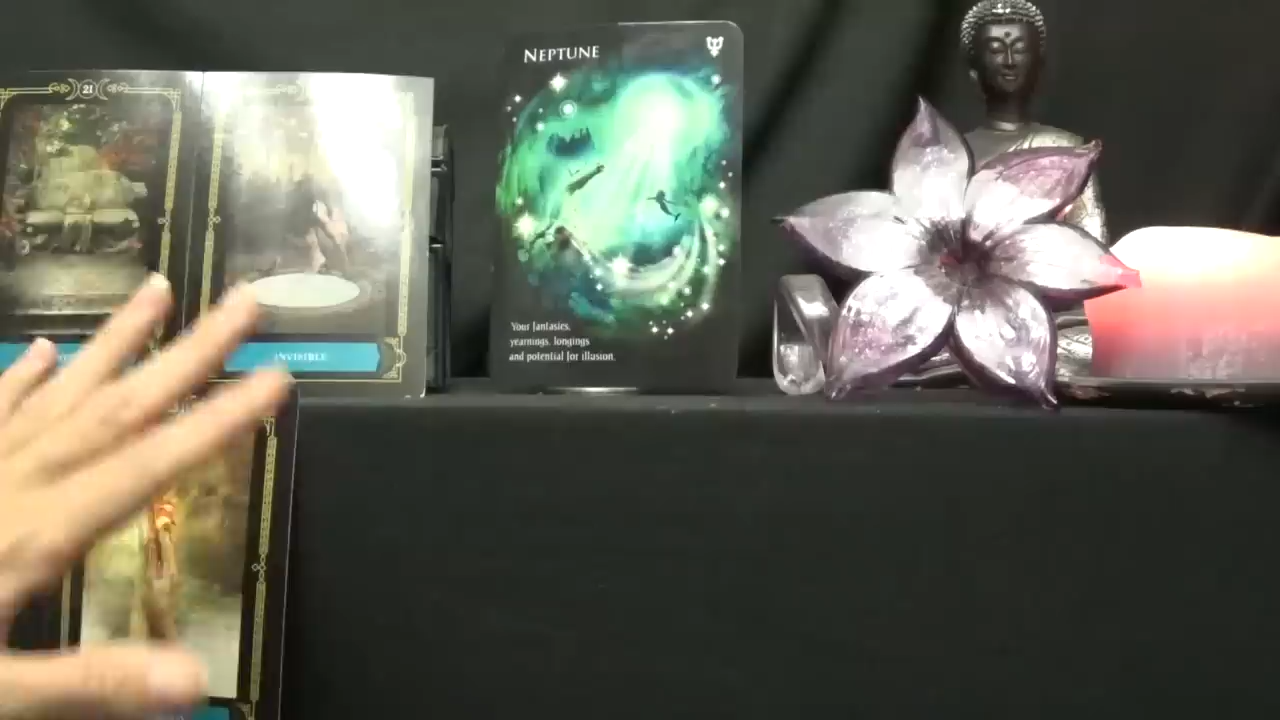 21
INVISIBLE
NEPTUNE
Your fantasies,
yearnings, longings
and potential for illusion.